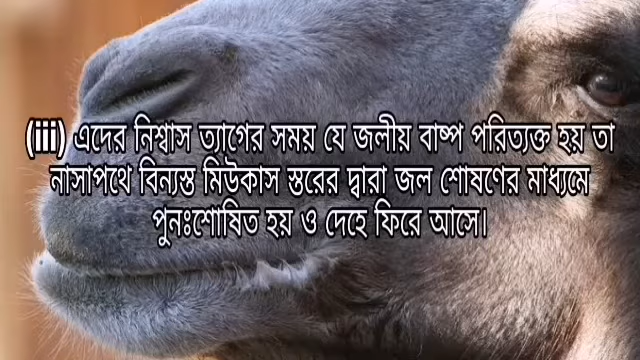 (iii) এদের নিশ্বাস ত্যাগের সময় যে জলীয় বাষ্প পরিত্যক্ত হয় তা
নাসাপথে বিন্যস্ত মিউকাস স্তরের দ্বারা জল শোষণের মাধ্যমে
পুনঃশোষিত হয় ও দেহে ফিরে আসে।